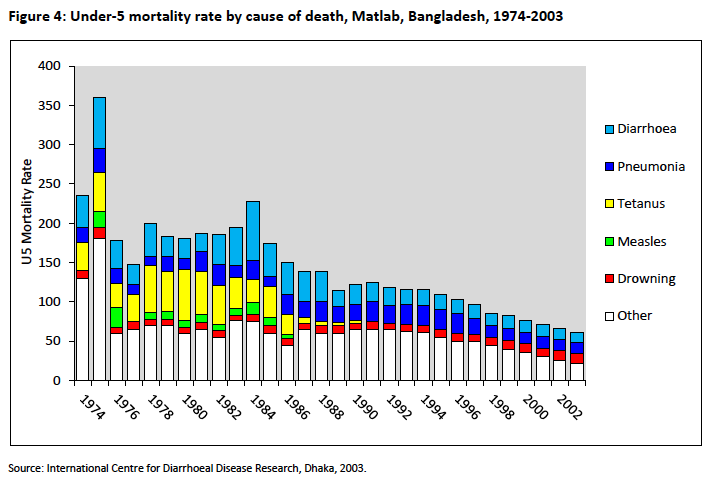 Figure 4: Under-5 mortality rate by cause of death, Matlab, Bangladesh, 1974-2003
400
350
300
250
200
150
100
50
0
U5 Mortality Rate
1974
1976
1978
1980
1982
1984
1986
1988
1990
1992
1994
1996
1998
2000
2002
Diarrhoea
Pneumonia
Tetanus
Measles
Drowning
Other
Source: International Centre for Diarrhoeal Disease Research, Dhaka, 2003.